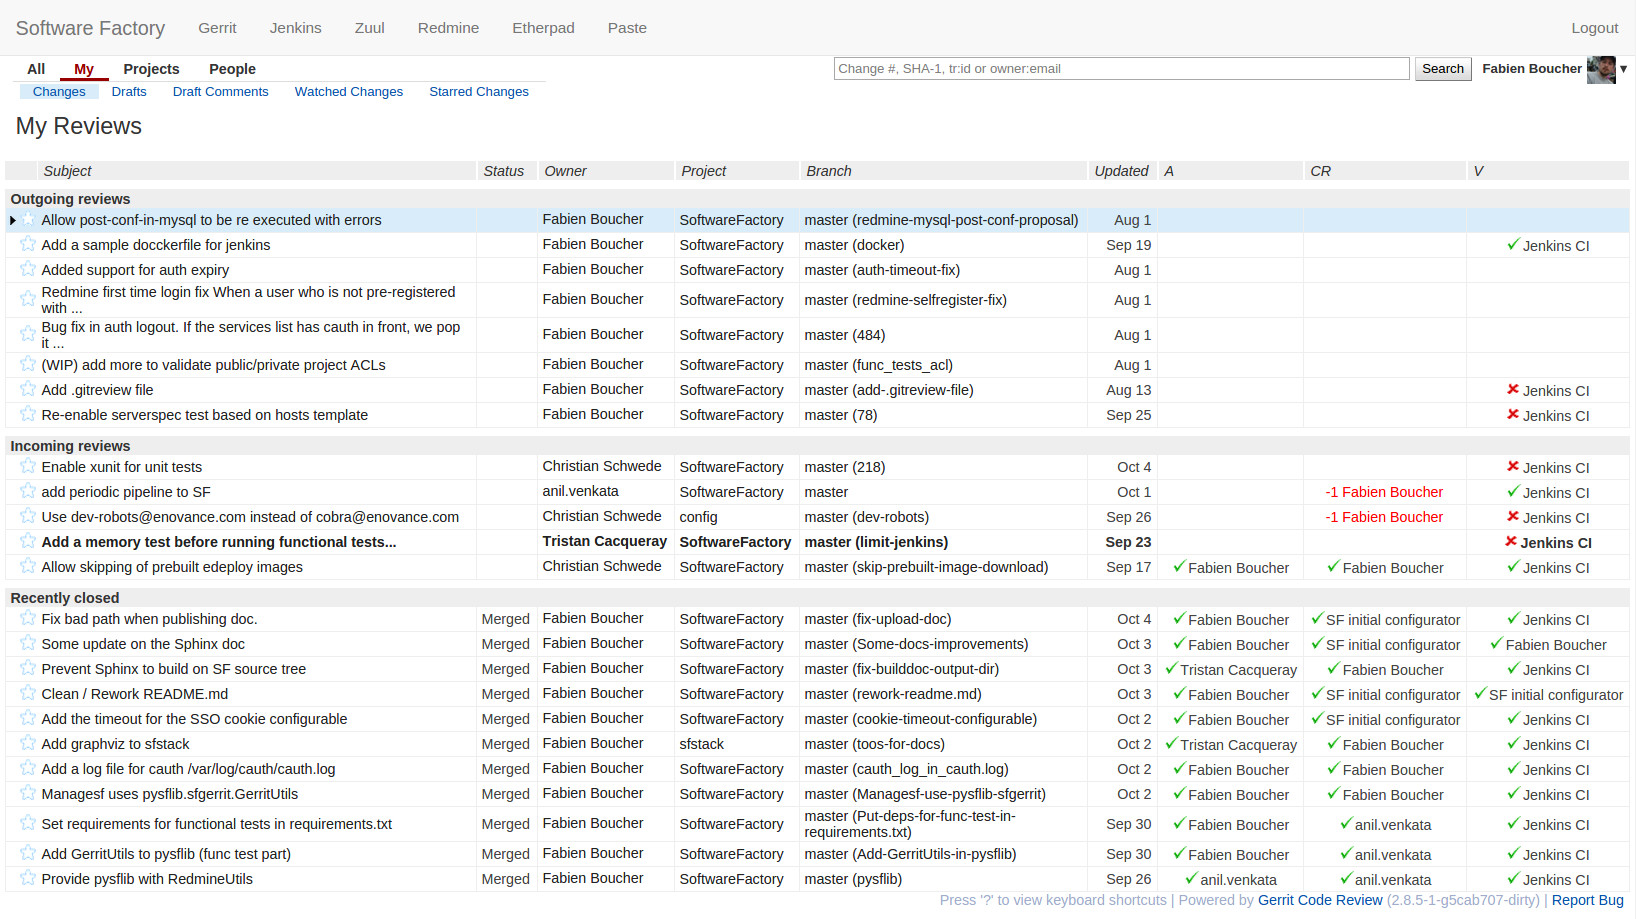 Software Factory Gerrit Jenkins Zuul Redmine Etherpad Paste Logout
All My Projects People Change #, SHA-1, tr:id or owner:email Search Fabien Boucher ▼
Changes Drafts Draft Comments Watched Changes Starred Changes
My Reviews
Subject Status Owner Project Branch Updated A CR V
Outgoing reviews
Allow post-conf-in-mysql to be re executed with errors Fabien Boucher SoftwareFactory master (redmine-mysql-post-conf-proposal) Aug 1
Add a sample docckerfile for jenkins Fabien Boucher SoftwareFactory master (docker) Sep 19 ✓ Jenkins CI
Added support for auth expiry Fabien Boucher SoftwareFactory master (auth-timeout-fix) Aug 1
Redmine first time login fix When a user who is not pre-registered
with ... Fabien Boucher SoftwareFactory master (redmine-selfregister-fix) Aug 1
Bug fix in auth logout. If the services list has cauth in front, we pop
it ... Fabien Boucher SoftwareFactory master (484) Aug 1
(WIP) add more to validate public/private project ACLs Fabien Boucher SoftwareFactory master (func_tests_acl) Aug 1
Add .gitreview file Fabien Boucher SoftwareFactory master (add-.gitreview-file) Aug 13 ✗ Jenkins CI
Re-enable serverspec test based on hosts template Fabien Boucher SoftwareFactory master (78) Sep 25 ✗ Jenkins CI
Incoming reviews
Enable xunit for unit tests Christian Schwede SoftwareFactory master (218) Oct 4 ✗ Jenkins CI
add periodic pipeline to SF anil.venkata SoftwareFactory master Oct 1 -1 Fabien Boucher ✓ Jenkins CI
Use dev-robots@enovance.com instead of cobra@enovance.com Christian Schwede config master (dev-robots) Sep 26 -1 Fabien Boucher ✗ Jenkins CI
Add a memory test before running functional tests... Tristan Cacqueray SoftwareFactory master (limit-jenkins) Sep 23 ✗ Jenkins CI
Allow skipping of prebuilt edeploy images Christian Schwede SoftwareFactory master (skip-prebuilt-image-download) Sep 17 ✓ Fabien Boucher ✓ Fabien Boucher ✓ Jenkins CI
Recently closed
Fix bad path when publishing doc. Merged Fabien Boucher SoftwareFactory master (fix-upload-doc) Oct 4 ✓ Fabien Boucher ✓ SF initial configurator ✓ Jenkins CI
Some update on the Sphinx doc Merged Fabien Boucher SoftwareFactory master (Some-docs-improvements) Oct 3 ✓ Fabien Boucher ✓ SF initial configurator ✓ Fabien Boucher
Prevent Sphinx to build on SF source tree Merged Fabien Boucher SoftwareFactory master (fix-builddoc-output-dir) Oct 3 ✓ Tristan Cacqueray ✓ Fabien Boucher ✓ Jenkins CI
Clean / Rework README.md Merged Fabien Boucher SoftwareFactory master (rework-readme.md) Oct 3 ✓ Fabien Boucher ✓ SF initial configurator ✓ SF initial configurator
Add the timeout for the SSO cookie configurable Merged Fabien Boucher SoftwareFactory master (cookie-timeout-configurable) Oct 2 ✓ Fabien Boucher ✓ SF initial configurator ✓ Jenkins CI
Add graphviz to sfstack Merged Fabien Boucher sfstack master (toos-for-docs) Oct 2 ✓ Tristan Cacqueray ✓ Fabien Boucher ✓ Jenkins CI
Add a log file for cauth /var/log/cauth/cauth.log Merged Fabien Boucher SoftwareFactory master (cauth_log_in_cauth.log) Oct 2 ✓ Fabien Boucher ✓ Fabien Boucher ✓ Jenkins CI
Managesf uses pysflib.sfgerrit.GerritUtils Merged Fabien Boucher SoftwareFactory master (Managesf-use-pysflib-sfgerrit) Oct 2 ✓ Fabien Boucher ✓ Fabien Boucher ✓ Jenkins CI
Set requirements for functional tests in requirements.txt Merged Fabien Boucher SoftwareFactory master (Put-deps-for-func-test-in-
requirements.txt) Sep 30 ✓ Fabien Boucher ✓ anil.venkata ✓ Jenkins CI
Add GerritUtils to pysflib (func test part) Merged Fabien Boucher SoftwareFactory master (Add-GerritUtils-in-pysflib) Sep 30 ✓ Fabien Boucher ✓ anil.venkata ✓ Jenkins CI
Provide pysflib with RedmineUtils Merged Fabien Boucher SoftwareFactory master (pysflib) Sep 26 ✓ anil.venkata ✓ anil.venkata ✓ Jenkins CI
Press '?' to view keyboard shortcuts | Powered by Gerrit Code Review (2.8.5-1-g5cab707-dirty) | Report Bug